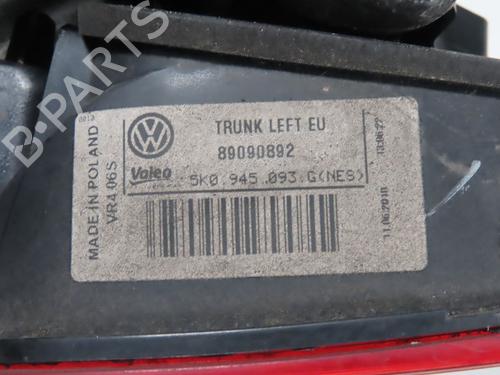 TRUNK LEFT EU
89090892
Valeo
5K0.945.093.G(NES)
MADE IN POLAND
VR4 06S
11.06.2010
B-PARTS